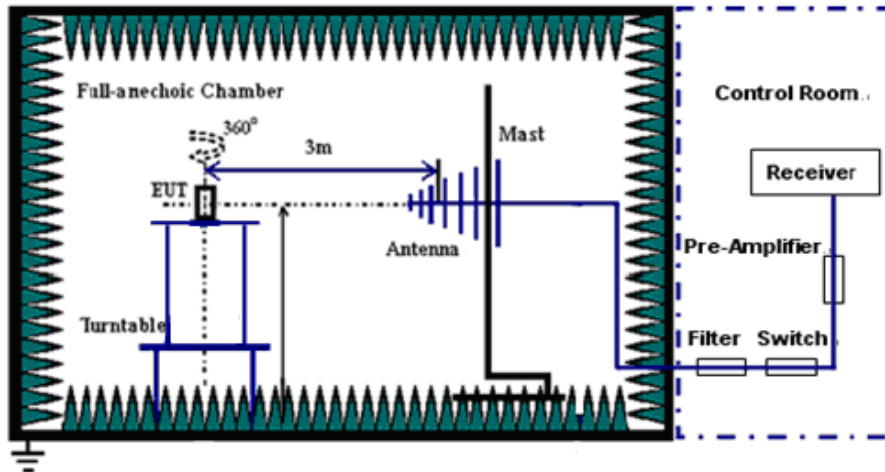 Full-anechoic Chamber
360°
3m
Mast
EUT
Antenna
Turntable
Control Room
Receiver
Pre-Amplifier
Filter
Switch